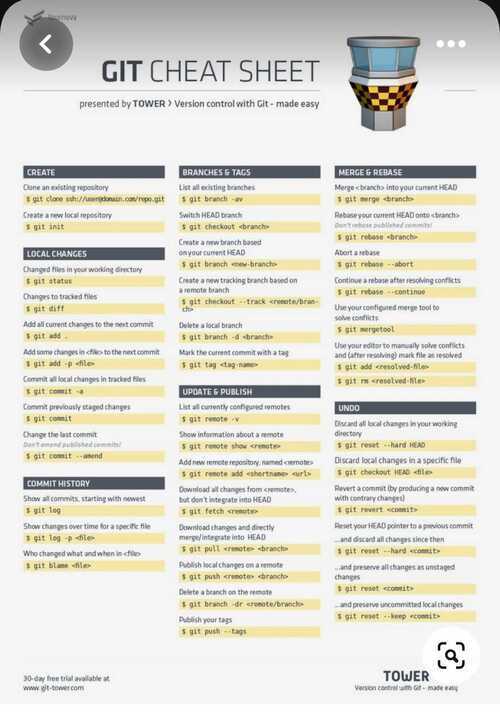 GIT CHEAT SHEET
presented by TOWER > Version control with Git - made easy
CREATE
Clone an existing repository
$ git clone ssh://user@domain.com/repo.git
Create a new local repository
$ git init
LOCAL CHANGES
Changed files in your working directory
$ git status
Changes to tracked files
$ git diff
Add all current changes to the next commit
$ git add .
Add some changes in <file> to the next commit
$ git add -p <file>
Commit all local changes in tracked files
$ git commit -a
Commit previously staged changes
$ git commit
Change the last commit
Don't amend published commits!
$ git commit --amend
COMMIT HISTORY
Show all commits, starting with newest
$ git log
Show changes over time for a specific file
$ git log -p <file>
Who changed what and when in <file>
$ git blame <file>
BRANCHES & TAGS
List all existing branches
$ git branch -av
Switch HEAD branch
$ git checkout <branch>
Create a new branch based
on your current HEAD
$ git branch <new-branch>
Create a new tracking branch based on
a remote branch
$ git checkout --track <remote/bran-
ch>
Delete a local branch
$ git branch -d <branch>
Mark the current commit with a tag
$ git tag <tag-name>
UPDATE & PUBLISH
List all currently configured remotes
$ git remote -v
Show information about a remote
$ git remote show <remote>
Add new remote repository, named <remote>
$ git remote add <shortname> <url>
Download all changes from <remote>,
but don't integrate into HEAD
$ git fetch <remote>
Download changes and directly
merge/integrate into HEAD
$ git pull <remote> <branch>
Publish local changes on a remote
$ git push <remote> <branch>
Delete a branch on the remote
$ git branch -dr <remote/branch>
Publish your tags
$ git push --tags
MERGE & REBASE
Merge <branch> into your current HEAD
$ git merge <branch>
Rebase your current HEAD onto <branch>
Don't rebase published commits!
$ git rebase <branch>
Abort a rebase
$ git rebase --abort
Continue a rebase after resolving conflicts
$ git rebase --continue
Use your configured merge tool to
solve conflicts
$ git mergetool
Use your editor to manually solve conflicts
and (after resolving) mark file as resolved
$ git add <resolved-file>
$ git rm <resolved-file>
UNDO
Discard all local changes in your working
directory
$ git reset --hard HEAD
Discard local changes in a specific file
$ git checkout HEAD <file>
Revert a commit (by producing a new commit
with contrary changes)
$ git revert <commit>
Reset your HEAD pointer to a previous commit
...and discard all changes since then
$ git reset --hard <commit>
...and preserve all changes as unstaged
changes
$ git reset <commit>
...and preserve uncommitted local changes
$ git reset --keep <commit>
30-day free trial available at
www.git-tower.com
TOWER
Version control with Git - made easy